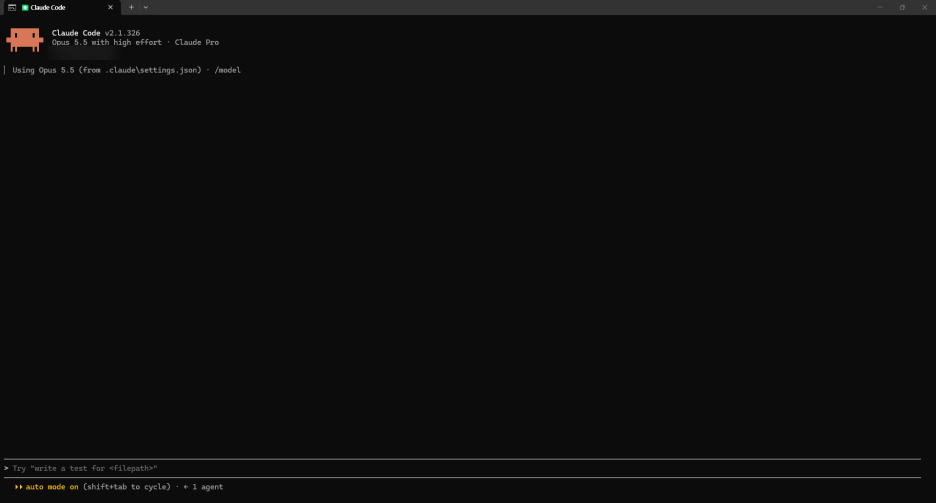 Claude Code
Claude Code v2.1.326
Opus 5.5 with high effort · Claude Pro
Using Opus 5.5 (from .claude\settings.json) · /model
> Try "write a test for <filepath>"
⏵⏵ auto mode on (shift+tab to cycle) · ← 1 agent